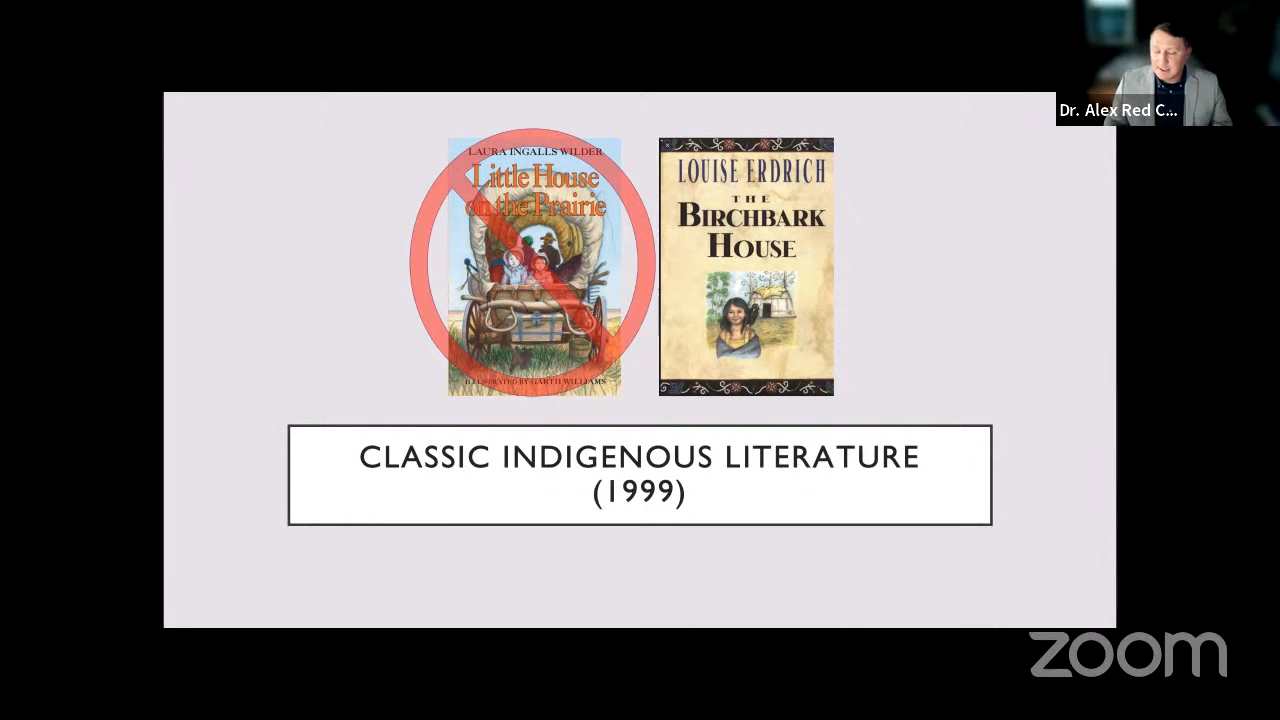 Dr. Alex Red C...
LAURA INGALLS WILDER
Little House
on the Prairie
ILLUSTRATED BY GARTH WILLIAMS
LOUISE ERDRICH
THE
BIRCHBARK
HOUSE
CLASSIC INDIGENOUS LITERATURE
(1999)
zoom